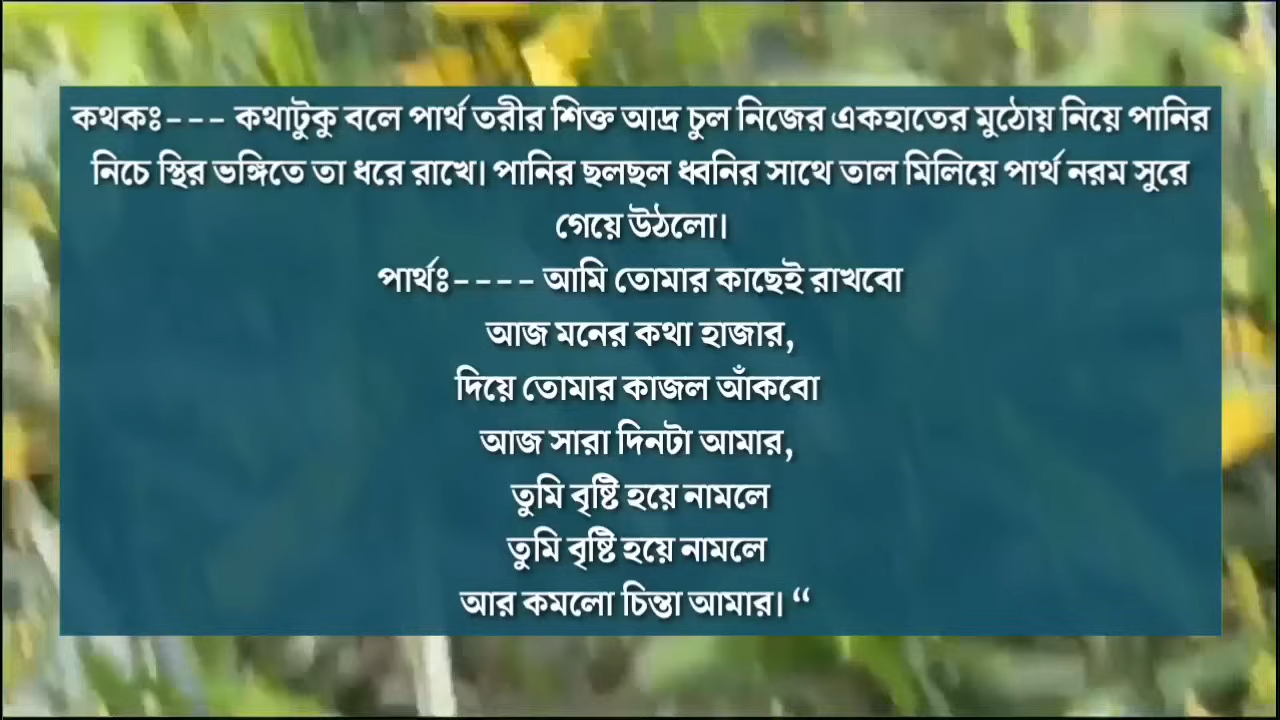 কথকঃ--- কথাটুকু বলে পার্থ তরীর শিক্ত আদ্র চুল নিজের একহাতের মুঠোয় নিয়ে পানির
নিচে স্থির ভঙ্গিতে তা ধরে রাখে। পানির ছলছল ধ্বনির সাথে তাল মিলিয়ে পার্থ নরম সুরে
গেয়ে উঠলো।
পার্থঃ---- আমি তোমার কাছেই রাখবো
আজ মনের কথা হাজার,
দিয়ে তোমার কাজল আঁকবো
আজ সারা দিনটা আমার,
তুমি বৃষ্টি হয়ে নামলে
তুমি বৃষ্টি হয়ে নামলে
আর কমলো চিন্তা আমার। “